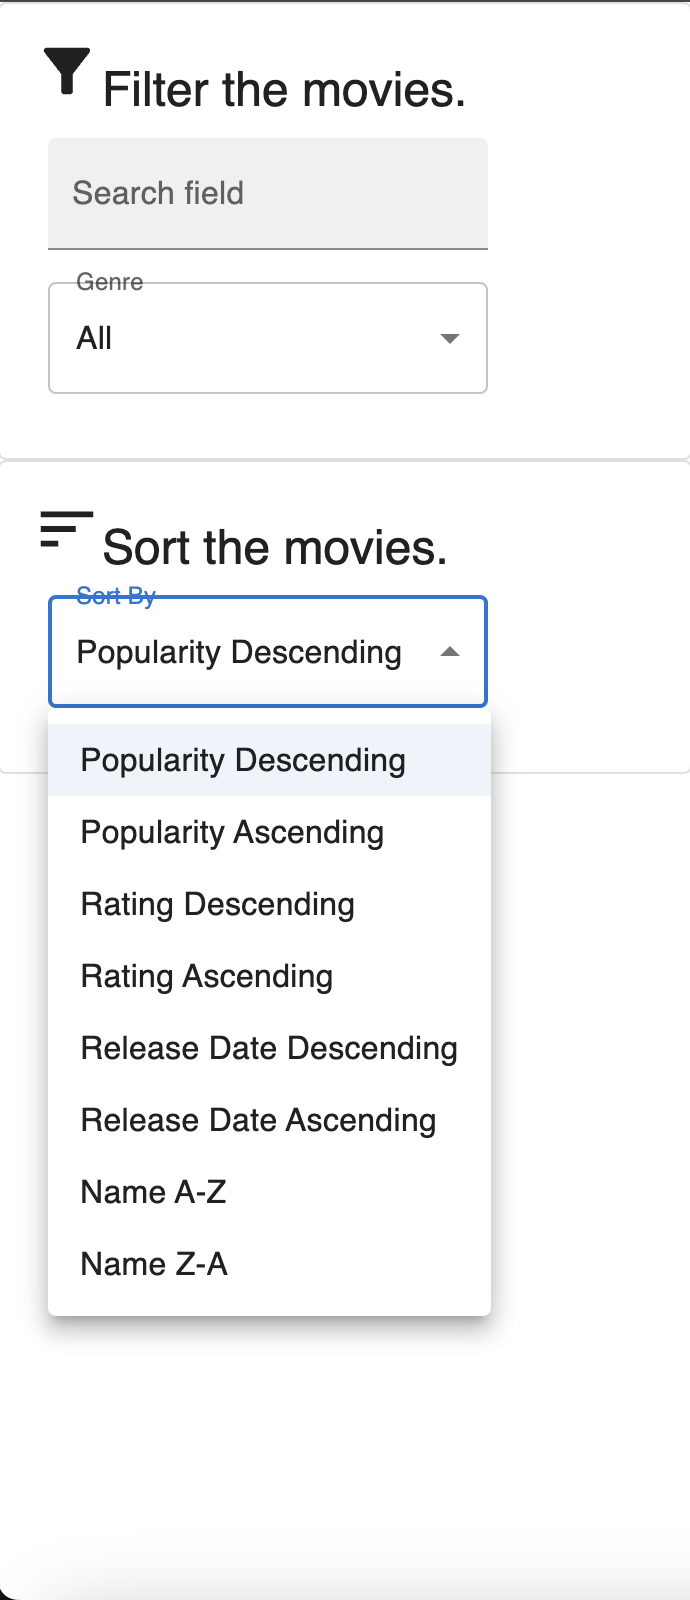 Filter the movies.
Search field
Genre
All
Sort the movies.
Sort By
Popularity Descending
Popularity Descending
Popularity Ascending
Rating Descending
Rating Ascending
Release Date Descending
Release Date Ascending
Name A-Z
Name Z-A